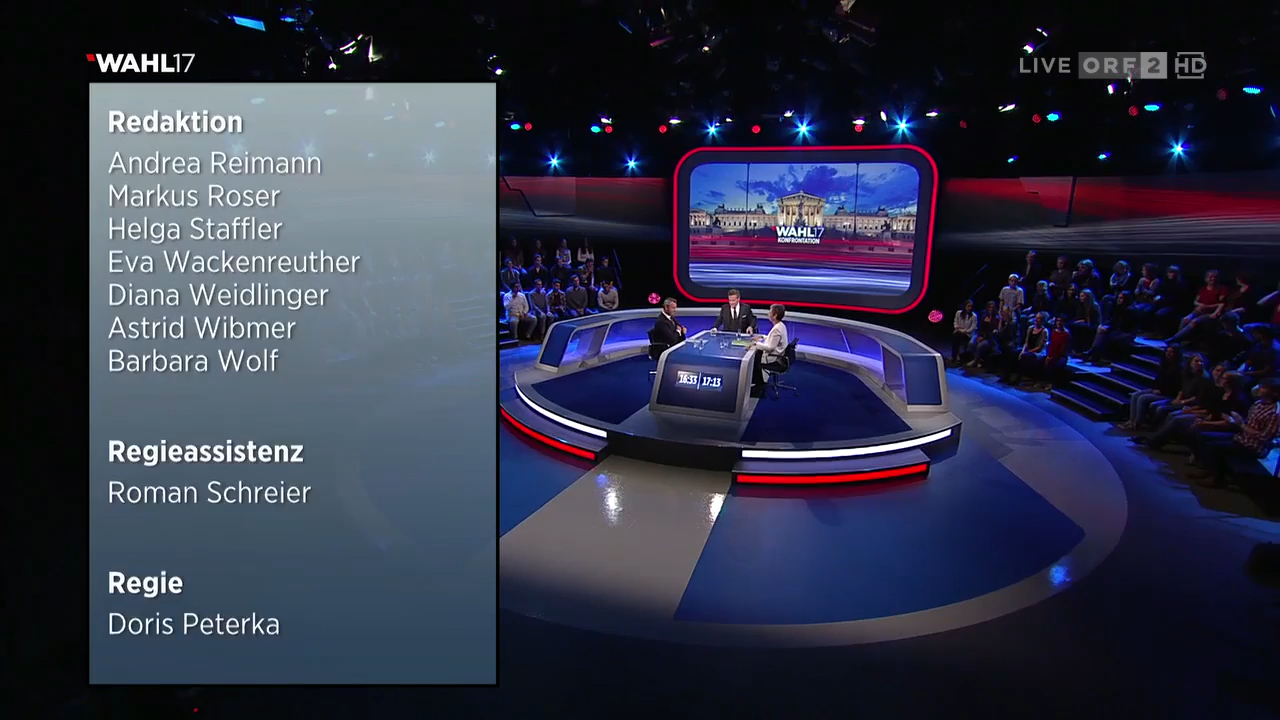 WAHL17
LIVE ORF 2 HD
Redaktion
Andrea Reimann
Markus Roser
Helga Staffler
Eva Wackenreuther
Diana Weidlinger
Astrid Wibmer
Barbara Wolf
Regieassistenz
Roman Schreier
Regie
Doris Peterka
WAHL17
KONFRONTATION
16:33 17:13